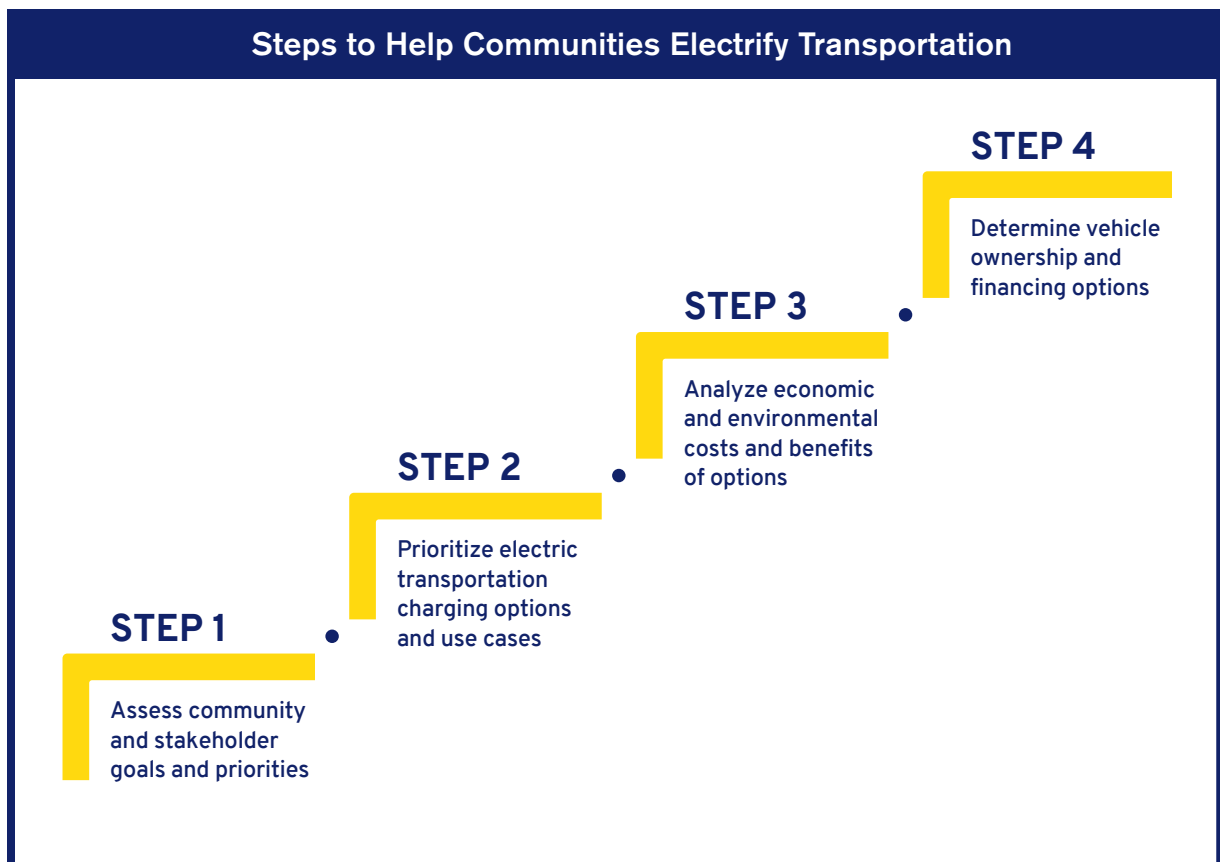 Steps to Help Communities Electrify Transportation
STEP 1
Assess community
and stakeholder
goals and priorities
STEP 2
Prioritize electric
transportation
charging options
and use cases
STEP 3
Analyze economic
and environmental
costs and benefits
of options
STEP 4
Determine vehicle
ownership and
financing options